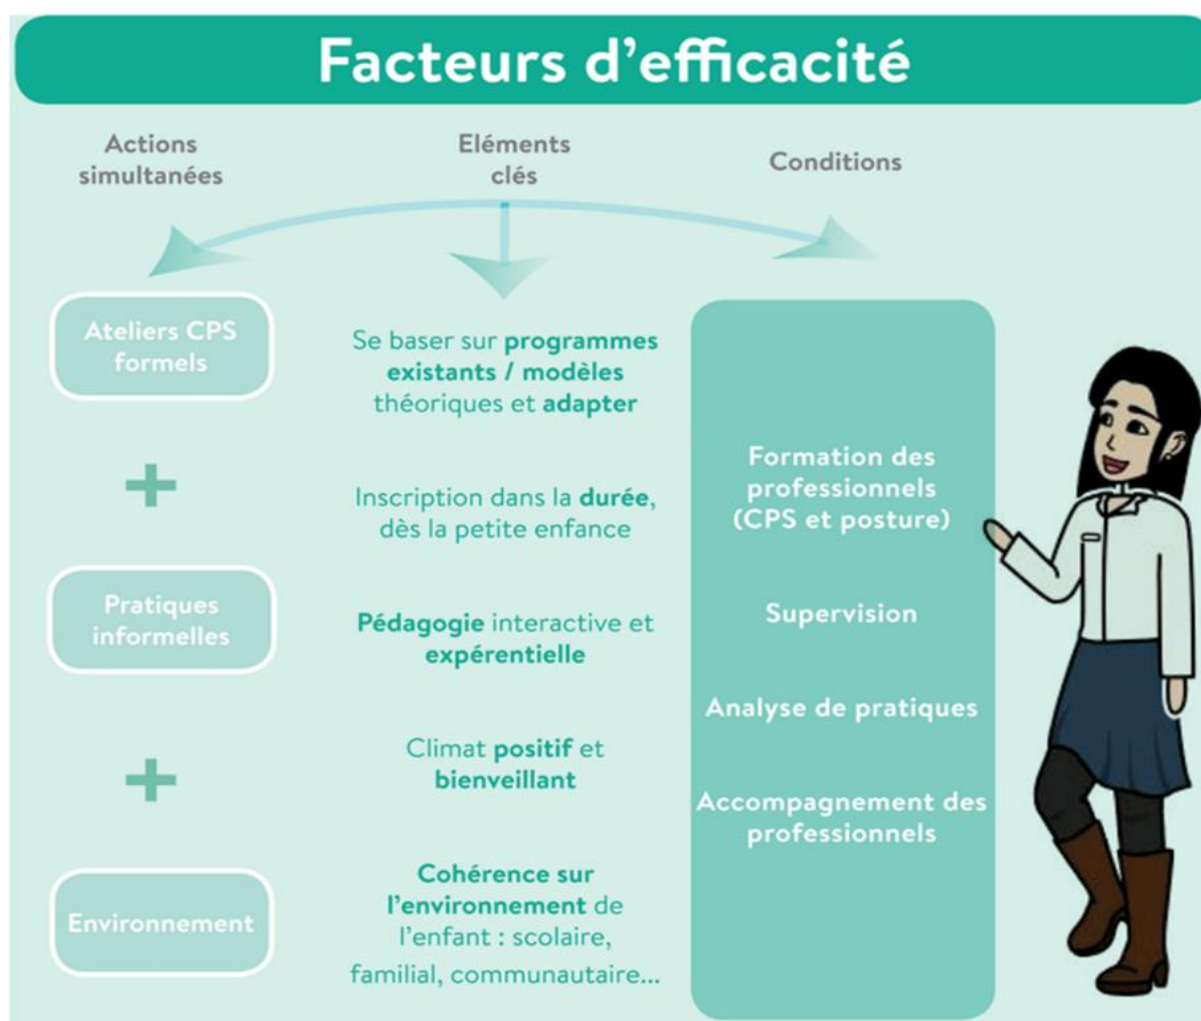 Facteurs d'efficacité
Actions
simultanées
Eléments
clés
Conditions
Ateliers CPS
formels
+
Pratiques
informelles
+
Environnement
Se baser sur programmes
existants / modèles
théoriques et adapter
Inscription dans la durée,
dès la petite enfance
Pédagogie interactive et
expérentielle
Climat positif et
bienveillant
Cohérence sur
l'environnement de
l'enfant : scolaire,
familial, communautaire...
Formation des
professionnels
(CPS et posture)
Supervision
Analyse de pratiques
Accompagnement des
professionnels